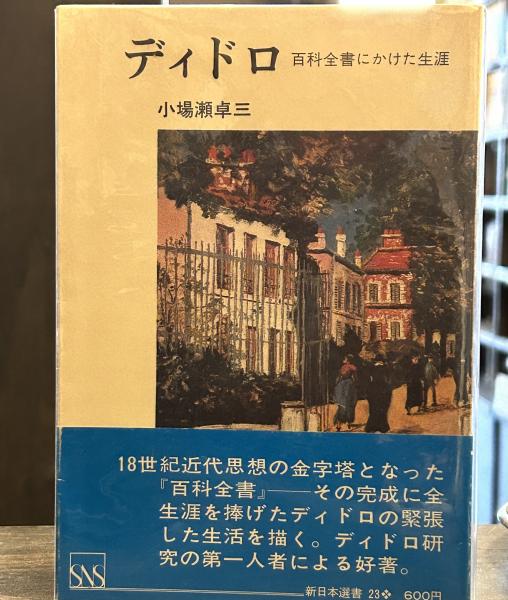 ディドロ 百科全書にかけた生涯
小場瀬卓三
18世紀近代思想の金字塔となった
『百科全書』——その完成に全
生涯を捧げたディドロの緊張
した生活を描く。ディドロ研
究の第一人者による好著。
SNS
新日本選書 23❖ 600円